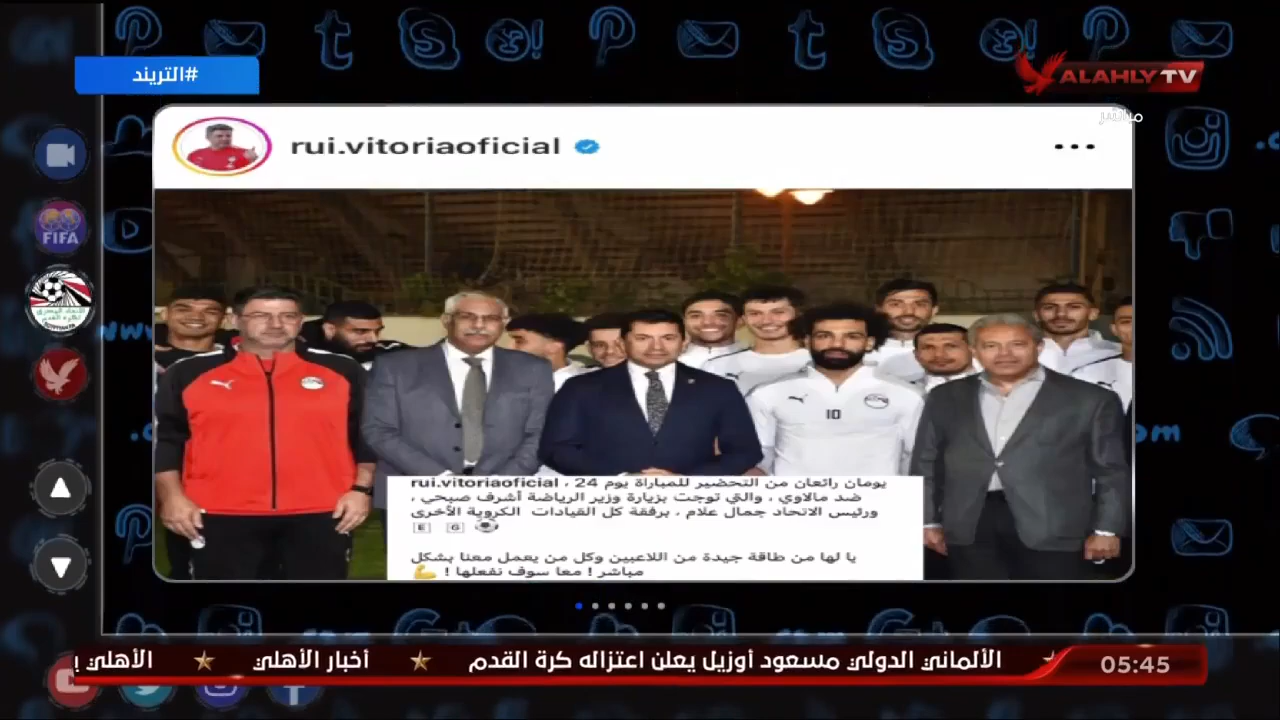 #التريند
ALAHLY TV
مباشر
rui.vitoriaoficial
FIFA
10
rui.vitoriaoficial ، يومان رائعان من التحضير للمباراة يوم 24
ضد مالاوي ، والتي توجت بزيارة وزير الرياضة أشرف صبحي ،
ورئيس الاتحاد جمال علام ، برفقة كل القيادات الكروية الأخرى
E G
يا لها من طاقة جيدة من اللاعبين وكل من يعمل معنا بشكل
مباشر ! معا سوف نفعلها !
الألماني الدولي مسعود أوزيل يعلن اعتزاله كرة القدم
أخبار الأهلي
الأهلي
05:45